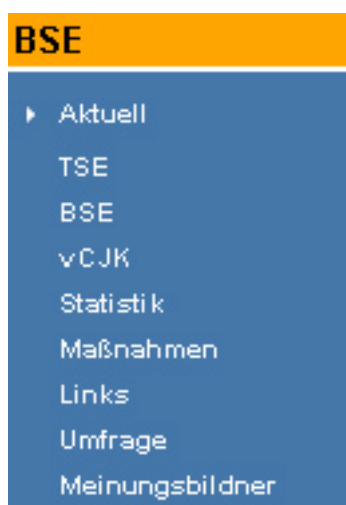 BSE
Aktuell
TSE
BSE
vCJK
Statistik
Maßnahmen
Links
Umfrage
Meinungsbildner